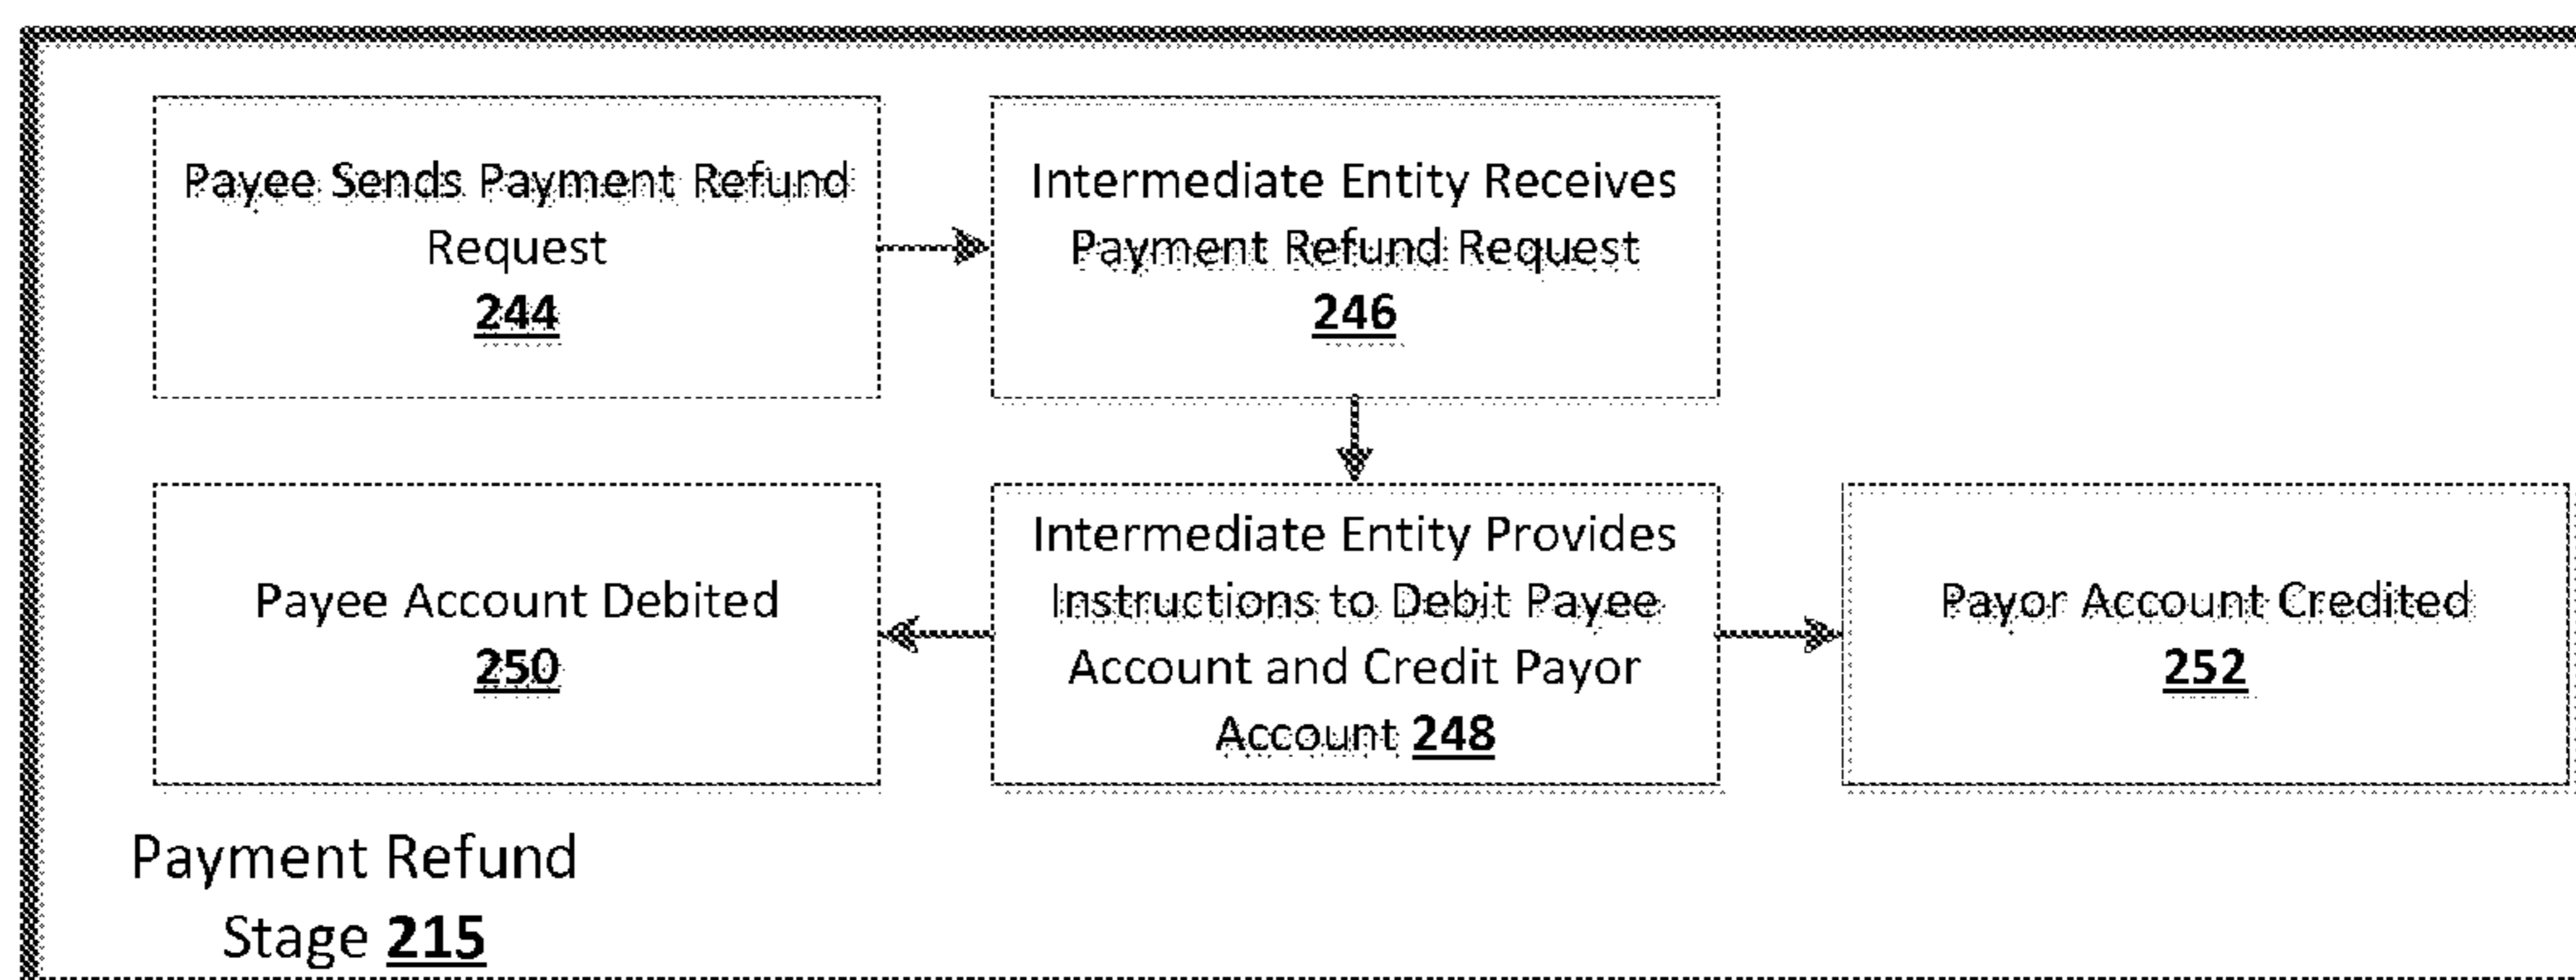 Payee Sends Payment Refund
Request
244
Intermediate Entity Receives
Payment Refund Request
246
Payee Account Debited
250
Intermediate Entity Provides
Instructions to Debit Payee
Account and Credit Payor
Account 248
Payor Account Credited
252
Payment Refund
Stage 215